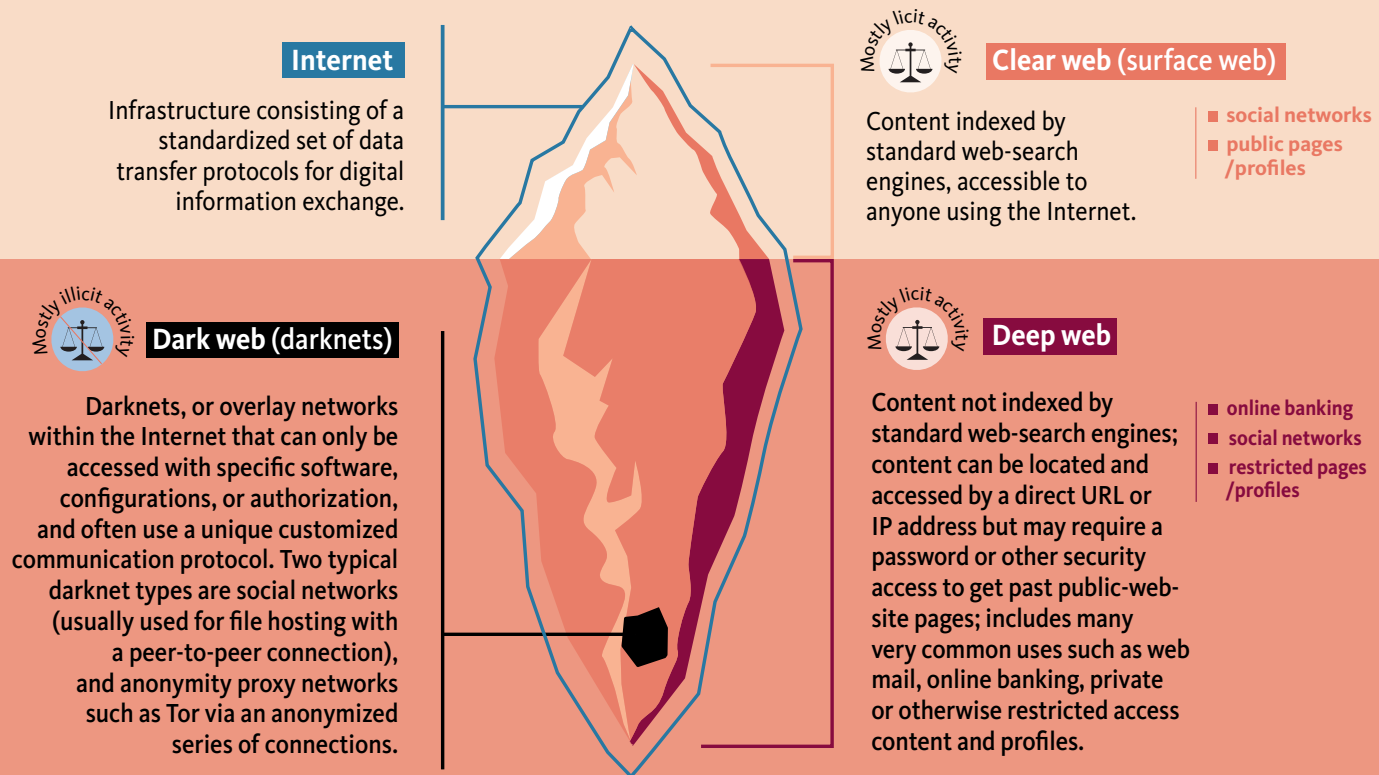 Internet
Infrastructure consisting of a
standardized set of data
transfer protocols for digital
information exchange.
Mostly licit activity
Clear web (surface web)
Content indexed by
standard web-search
engines, accessible to
anyone using the Internet.
social networks
public pages
/profiles
Mostly illicit activity
Dark web (darknets)
Darknets, or overlay networks
within the Internet that can only be
accessed with specific software,
configurations, or authorization,
and often use a unique customized
communication protocol. Two typical
darknet types are social networks
(usually used for file hosting with
a peer-to-peer connection),
and anonymity proxy networks
such as Tor via an anonymized
series of connections.
Mostly licit activity
Deep web
Content not indexed by
standard web-search engines;
content can be located and
accessed by a direct URL or
IP address but may require a
password or other security
access to get past public-web-
site pages; includes many
very common uses such as web
mail, online banking, private
or otherwise restricted access
content and profiles.
online banking
social networks
restricted pages
/profiles